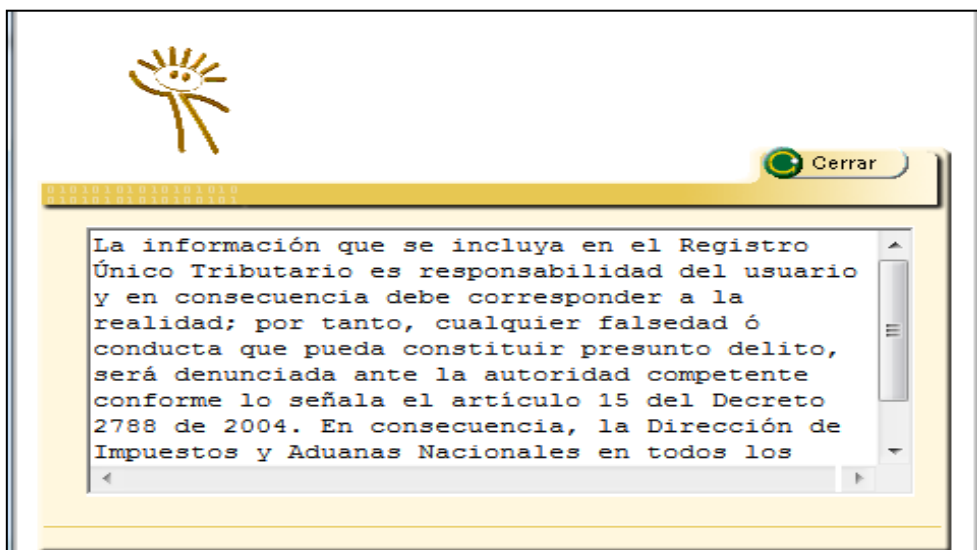 Cerrar
010101010101010101010
01010101010100101
La información que se incluya en el Registro
Único Tributario es responsabilidad del usuario
y en consecuencia debe corresponder a la
realidad; por tanto, cualquier falsedad ó
conducta que pueda constituir presunto delito,
será denunciada ante la autoridad competente
conforme lo señala el artículo 15 del Decreto
2788 de 2004. En consecuencia, la Dirección de
Impuestos y Aduanas Nacionales en todos los